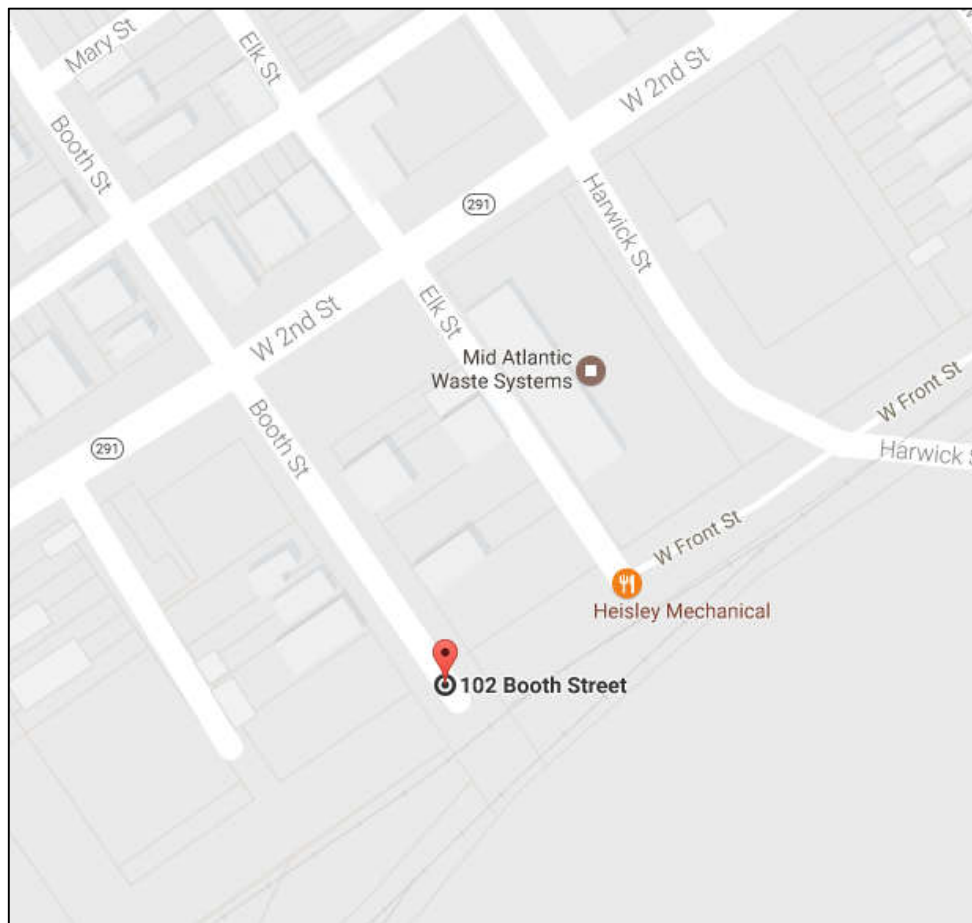 Mary St
Elk St
W 2nd St
Booth St
291
Harwick St
W 2nd St
Elk St
Mid Atlantic
Waste Systems
W Front St
Booth St
291
Harwick S
W Front St
Heisley Mechanical
102 Booth Street